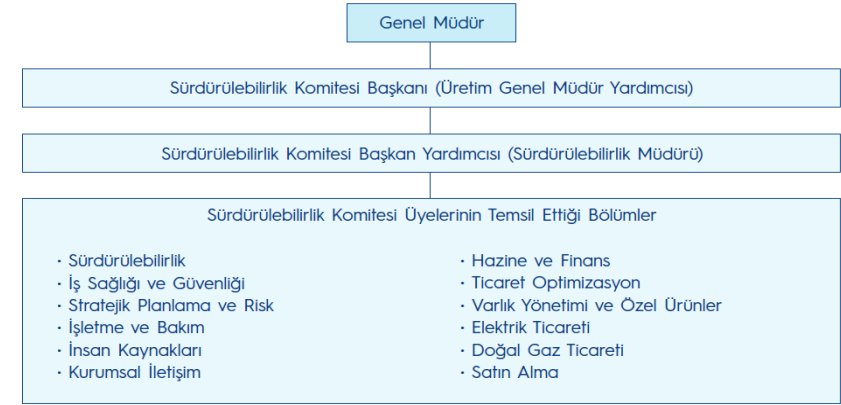 Genel Müdür
Sürdürülebilirlik Komitesi Başkanı (Üretim Genel Müdür Yardımcısı)
Sürdürülebilirlik Komitesi Başkan Yardımcısı (Sürdürülebilirlik Müdürü)
Sürdürülebilirlik Komitesi Üyelerinin Temsil Ettiği Bölümler
· Sürdürülebilirlik
· İş Sağlığı ve Güvenliği
· Stratejik Planlama ve Risk
· İşletme ve Bakım
· İnsan Kaynakları
· Kurumsal İletişim
· Hazine ve Finans
· Ticaret Optimizasyon
· Varlık Yönetimi ve Özel Ürünler
· Elektrik Ticareti
· Doğal Gaz Ticareti
· Satın Alma